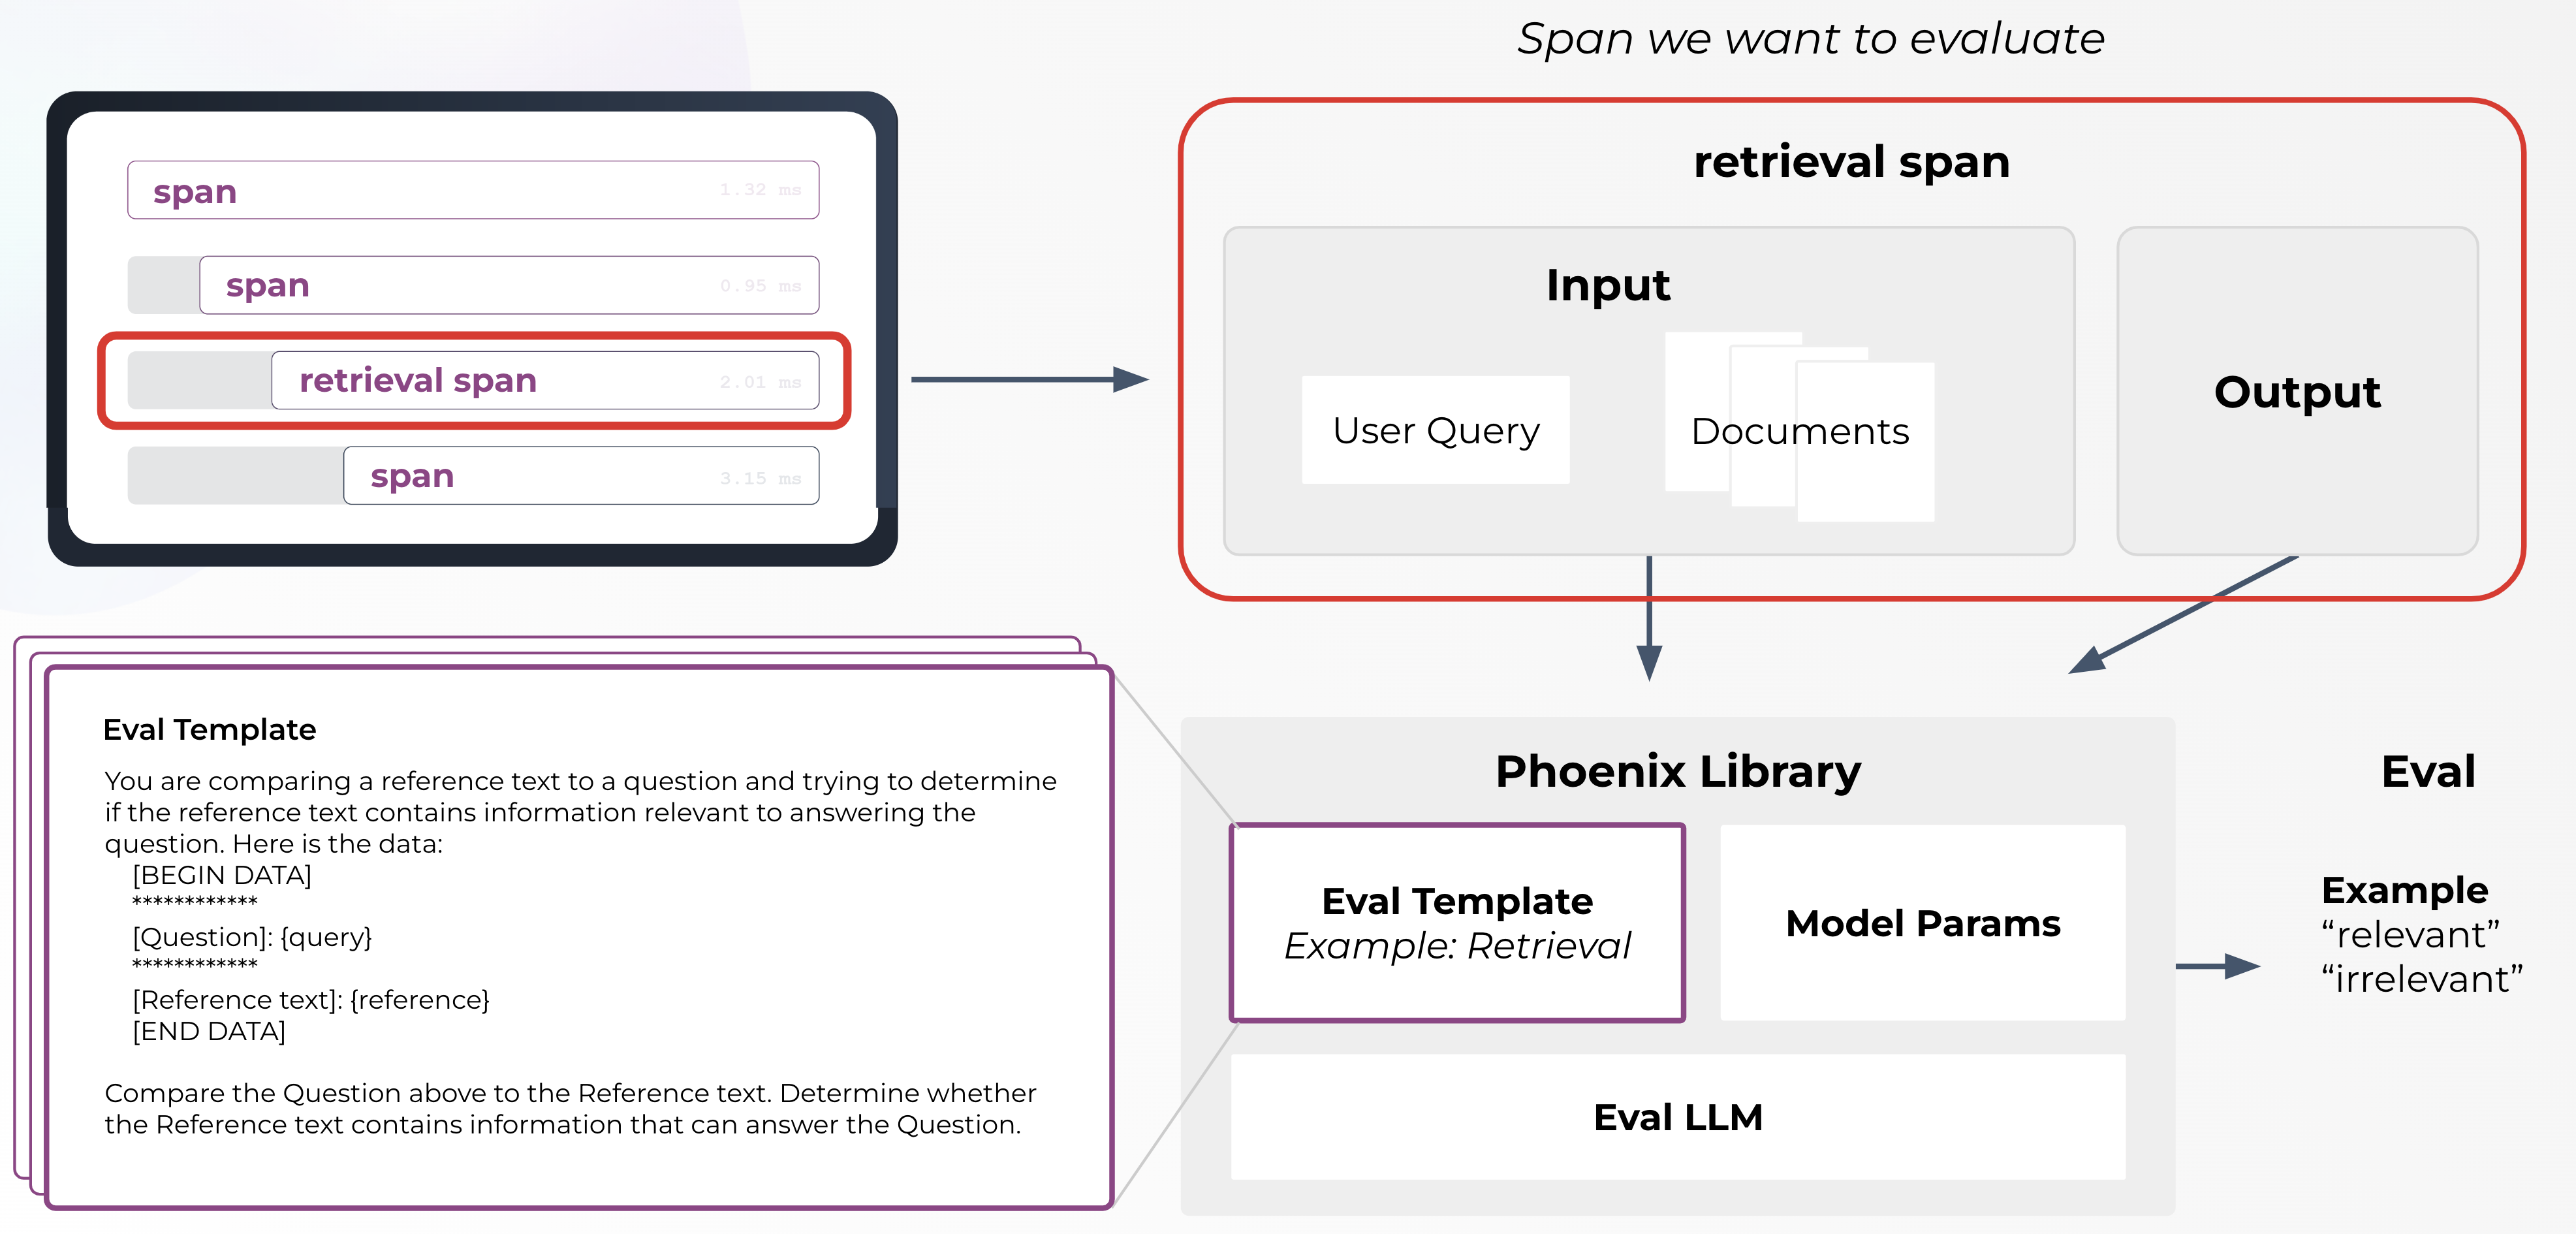 Span we want to evaluate
span
1.32 ms
span
0.95 ms
retrieval span
2.01 ms
span
3.15 ms
retrieval span
Input
User Query
Documents
Output
Eval Template
You are comparing a reference text to a question and trying to determine
if the reference text contains information relevant to answering the
question. Here is the data:
[BEGIN DATA]
************
[Question]: {query}
************
[Reference text]: {reference}
[END DATA]
Compare the Question above to the Reference text. Determine whether
the Reference text contains information that can answer the Question.
Phoenix Library
Eval Template
Example: Retrieval
Model Params
Eval LLM
Eval
Example
“relevant”
“irrelevant”